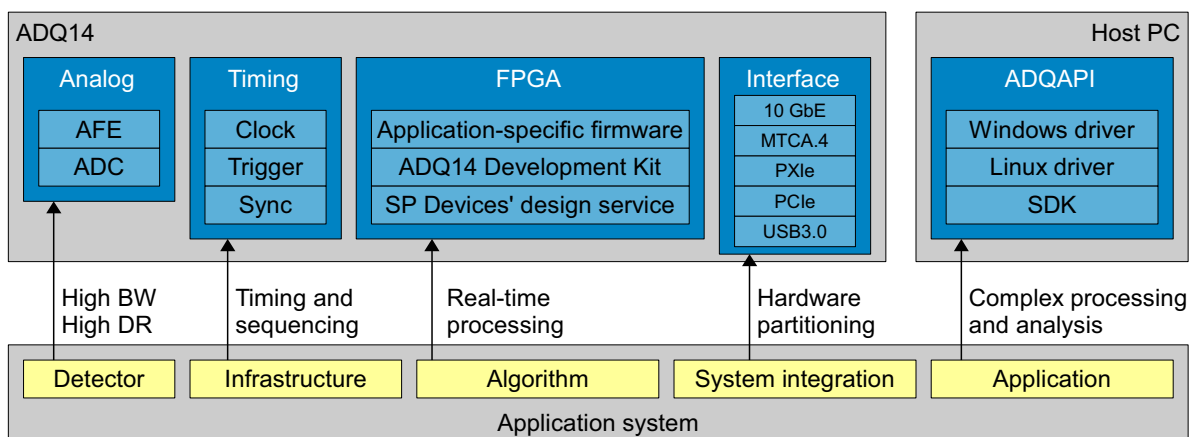 ADQ14
Host PC
Analog
Timing
FPGA
Interface
ADQAPI
AFE
ADC
Clock
Trigger
Sync
Application-specific firmware
ADQ14 Development Kit
SP Devices' design service
10 GbE
MTCA.4
PXIe
PCIe
USB3.0
Windows driver
Linux driver
SDK
High BW
High DR
Timing and
sequencing
Real-time
processing
Hardware
partitioning
Complex processing
and analysis
Detector
Infrastructure
Algorithm
System integration
Application
Application system